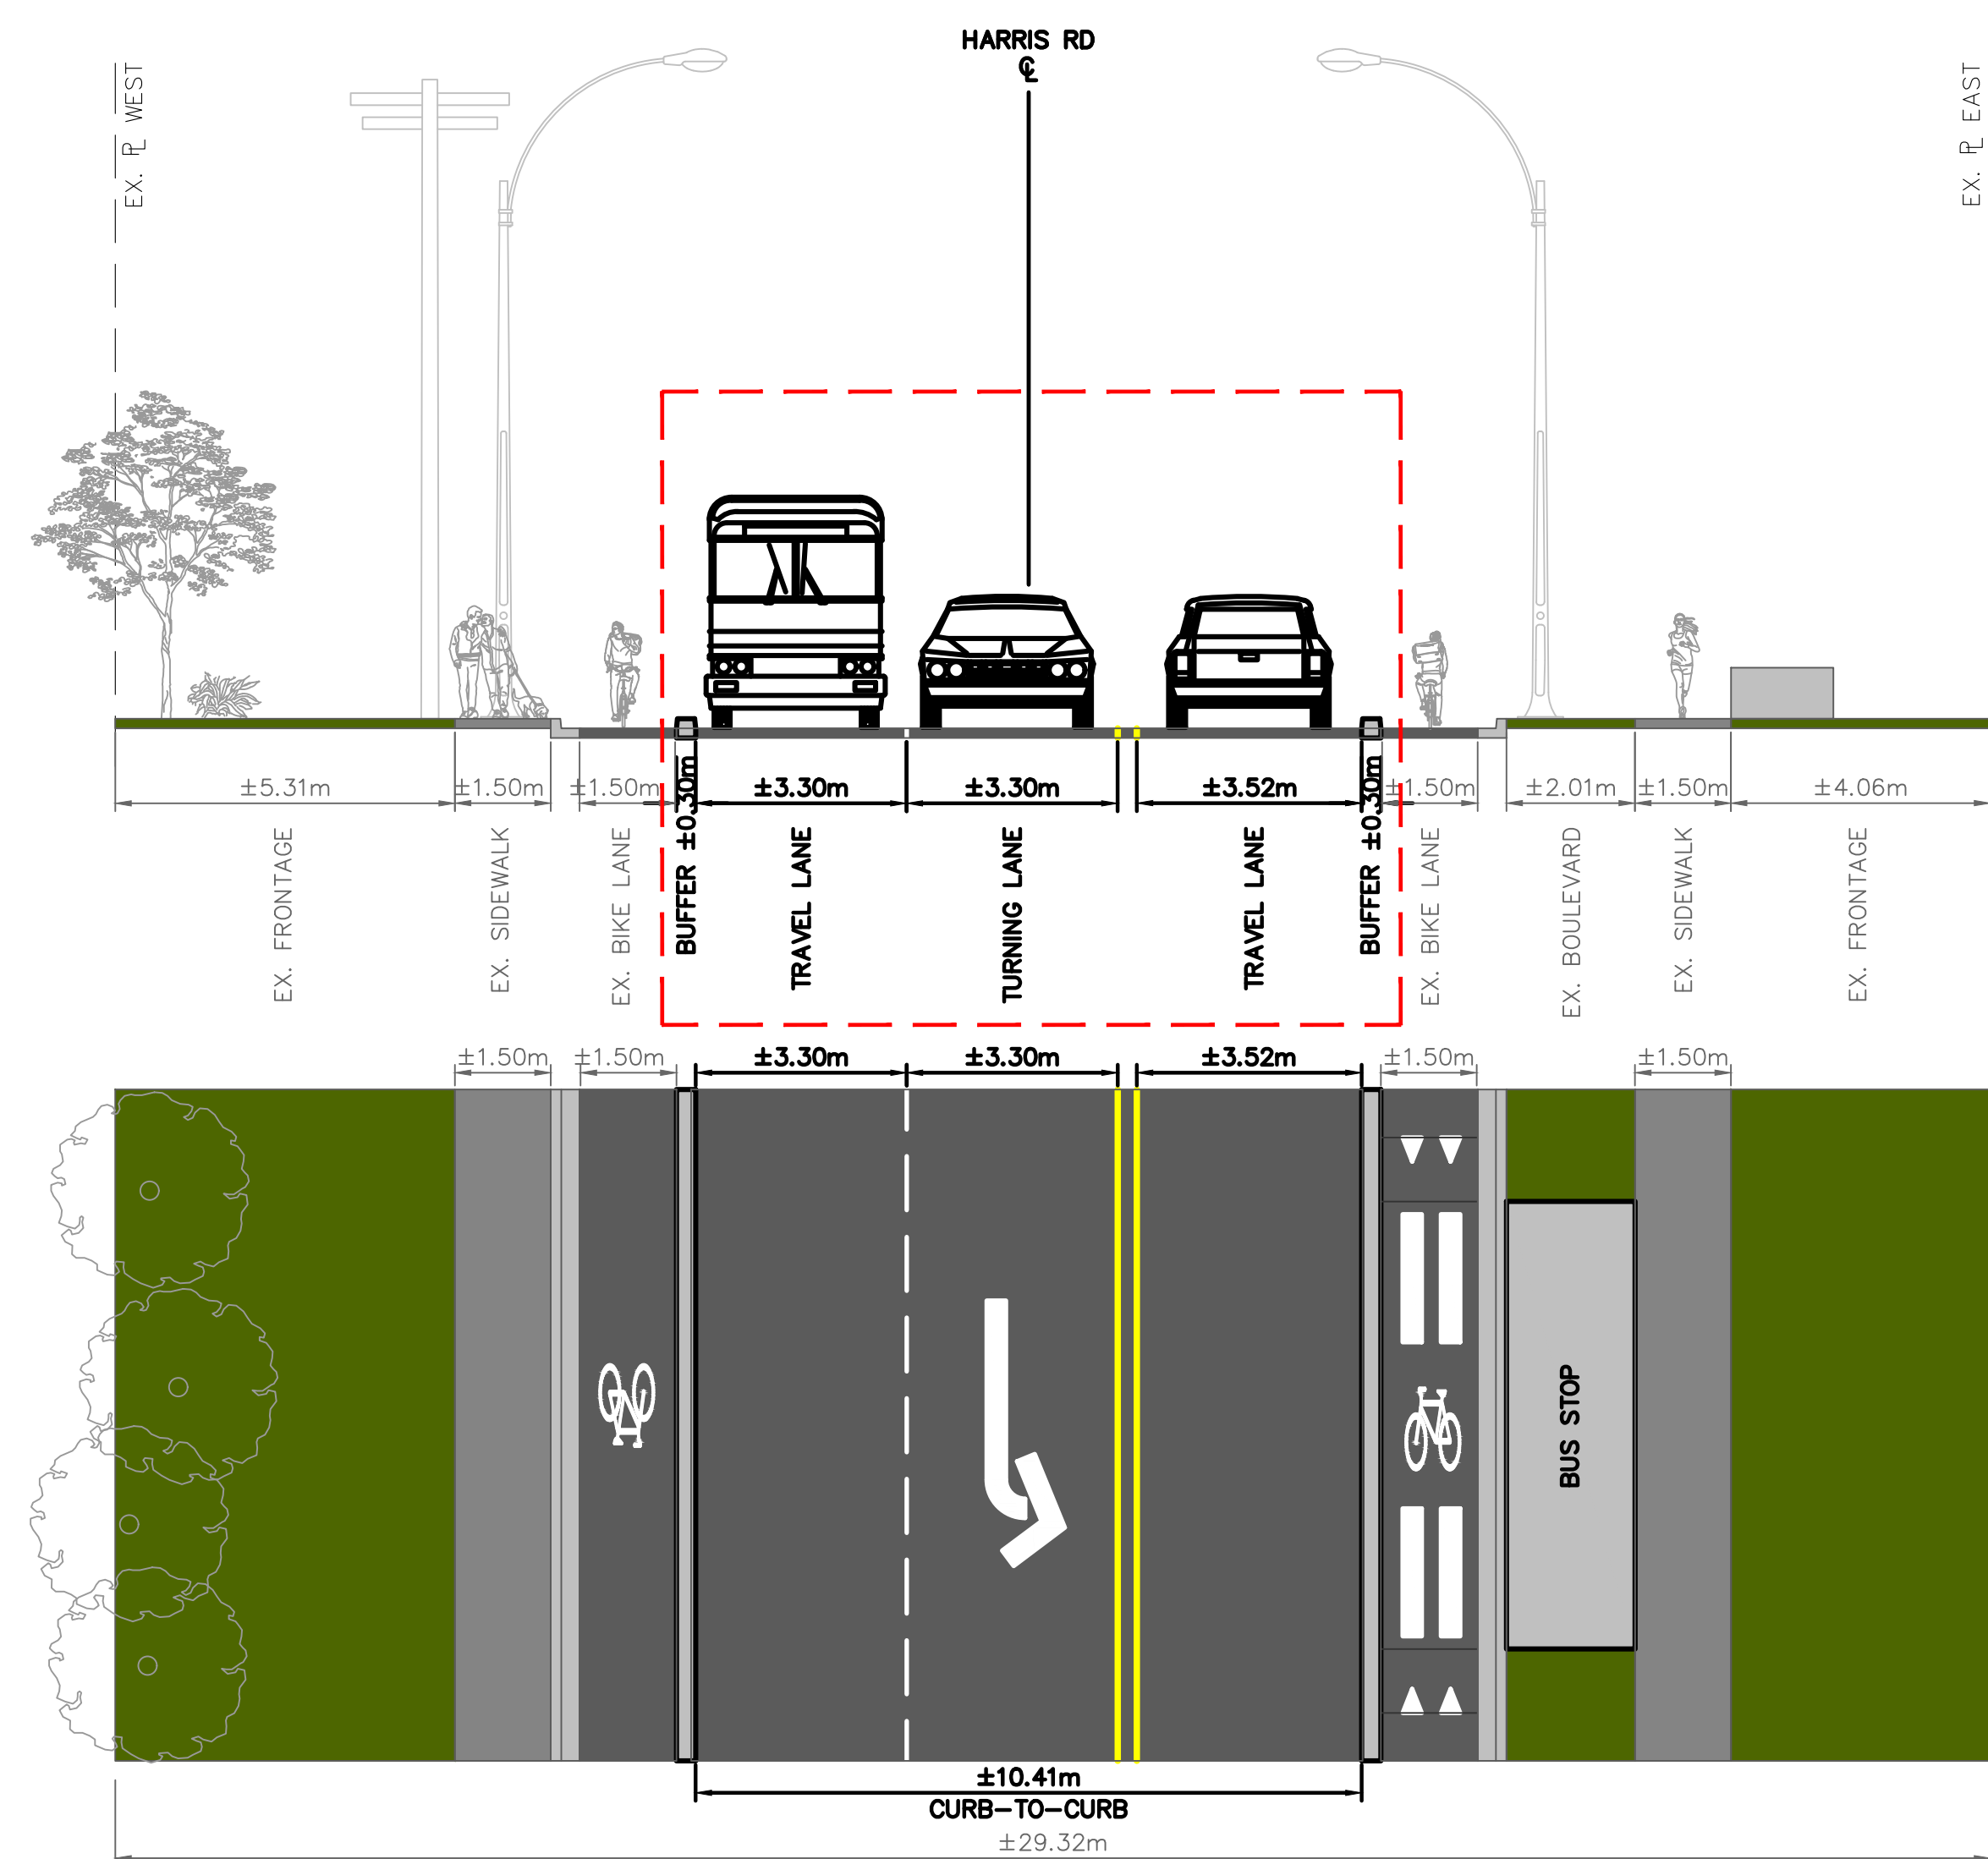 HARRIS RD
℄
EX. ⅊ WEST
EX. ⅊ EAST
±5.31m
±1.50m
±1.50m
BUFFER ±0.30m
±3.30m
±3.30m
±3.52m
BUFFER ±0.30m
±1.50m
±2.01m
±1.50m
±4.06m
EX. FRONTAGE
EX. SIDEWALK
EX. BIKE LANE
TRAVEL LANE
TURNING LANE
TRAVEL LANE
EX. BIKE LANE
EX. BOULEVARD
EX. SIDEWALK
EX. FRONTAGE
±1.50m
±1.50m
±3.30m
±3.30m
±3.52m
±1.50m
±1.50m
BUS STOP
±10.41m
CURB-TO-CURB
±29.32m